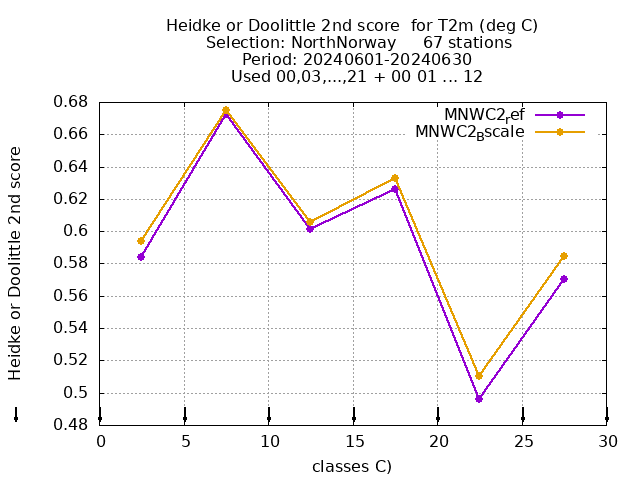 Heidke or Doolittle 2nd score  for T2m (deg C)
Selection: NorthNorway     67 stations
Period: 20240601-20240630
Used 00,03,...,21 + 00 01 ... 12
MNWC2ref
MNWC2Bscale
Heidke or Doolittle 2nd score
0.68
0.66
0.64
0.62
0.6
0.58
0.56
0.54
0.52
0.5
0.48
0 5 10 15 20 25 30
classes C)